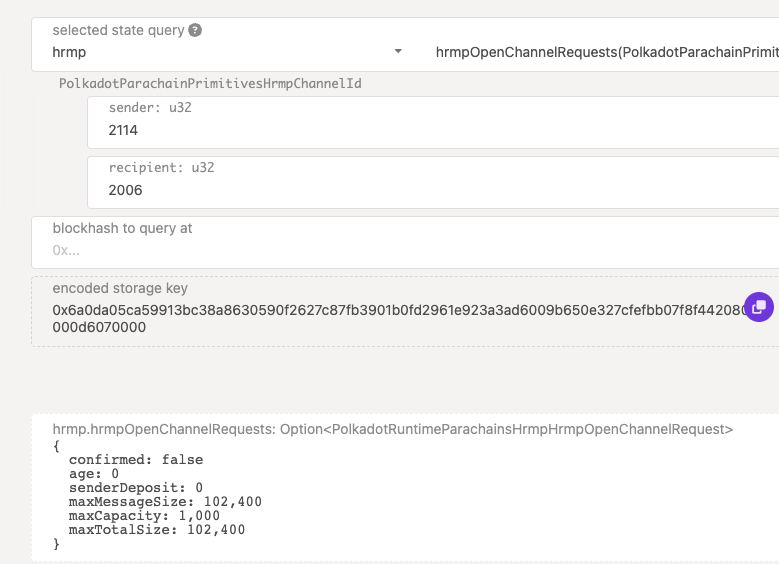 selected state query ?
hrmp hrmpOpenChannelRequests(PolkadotParachainPrimit
PolkadotParachainPrimitivesHrmpChannelId
sender: u32
2114
recipient: u32
2006
blockhash to query at
0x...
encoded storage key
0x6a0da05ca59913bc38a8630590f2627c87fb3901b0fd2961e923a3ad6009b650e327cfefbb07f8f44208
000d6070000
hrmp.hrmpOpenChannelRequests: Option<PolkadotRuntimeParachainsHrmpHrmpOpenChannelRequest>
{
confirmed: false
age: 0
senderDeposit: 0
maxMessageSize: 102,400
maxCapacity: 1,000
maxTotalSize: 102,400
}